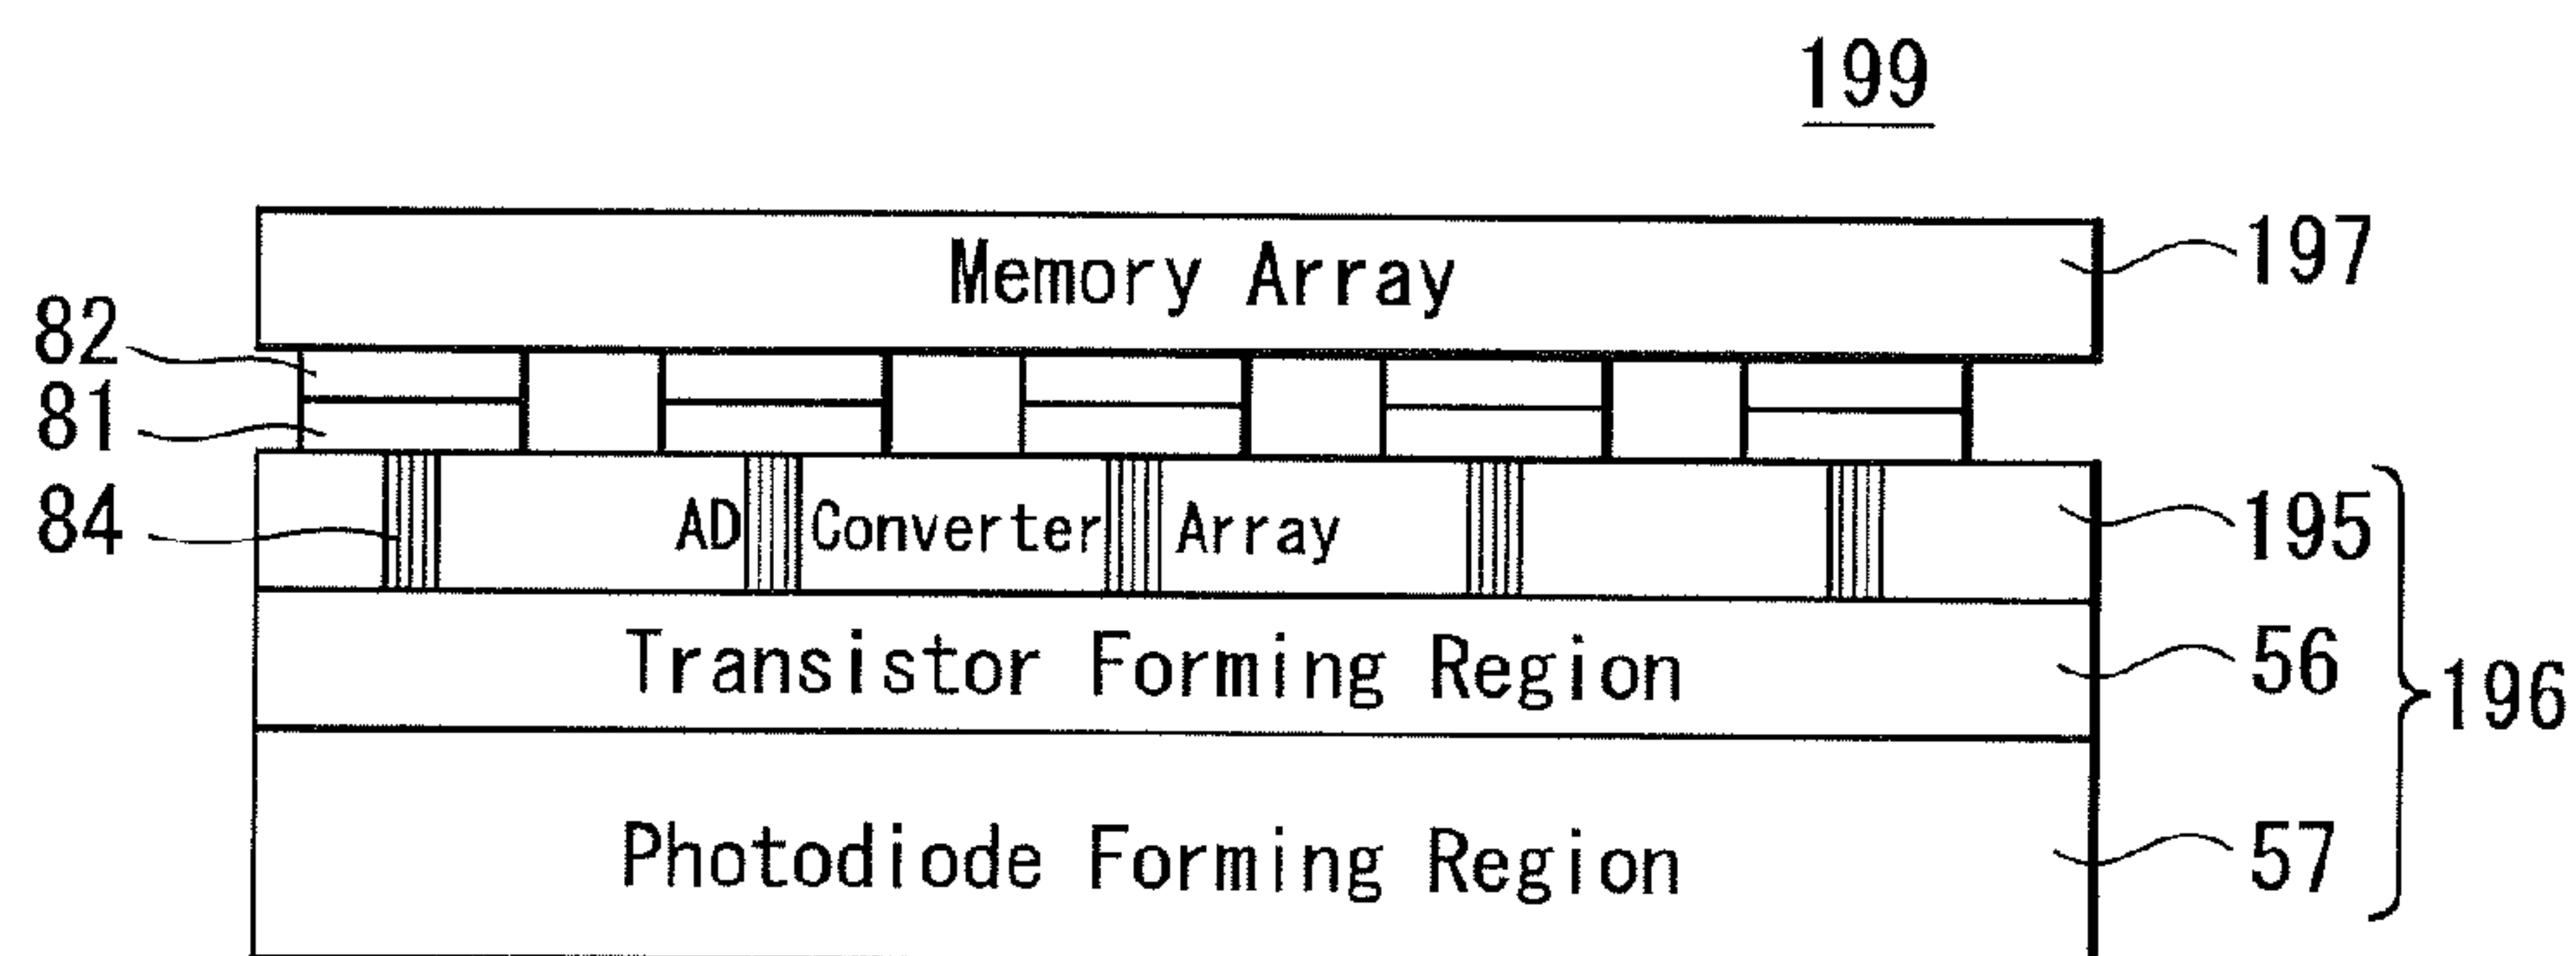 199
Memory Array
197
82
81
84
AD Converter Array
195
Transistor Forming Region
56
196
Photodiode Forming Region
57